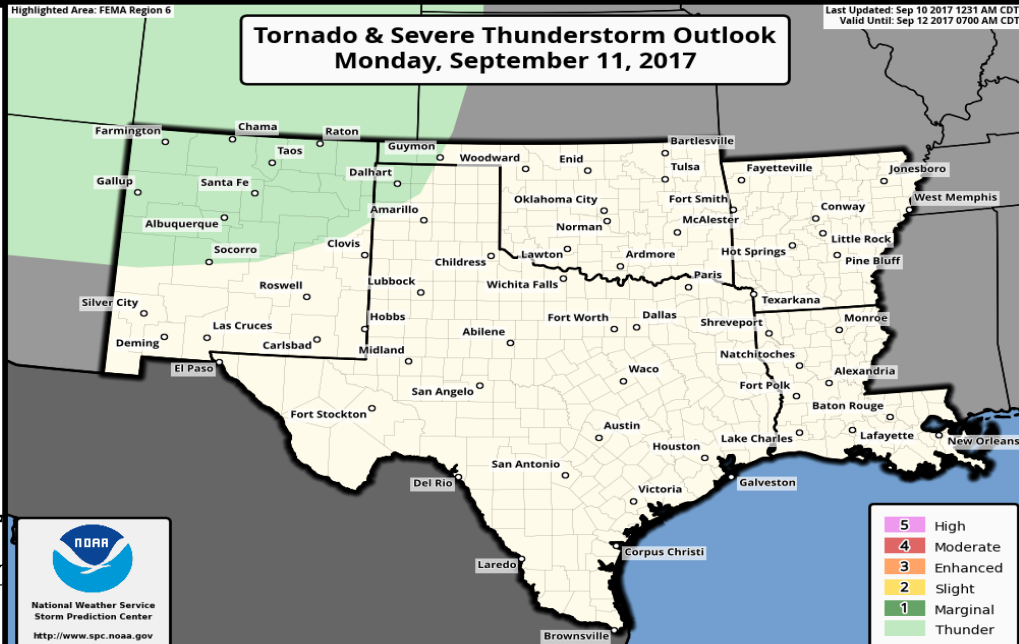 Highlighted Area: FEMA Region 6
Last Updated: Sep 10 2017 1231 AM CDT
Valid Until: Sep 12 2017 0700 AM CDT
Tornado & Severe Thunderstorm Outlook
Monday, September 11, 2017
Farmington
Chama
Raton
Taos
Guymon
Woodward
Enid
Bartlesville
Tulsa
Fayetteville
Jonesboro
Gallup
Santa Fe
Dalhart
Oklahoma City
Fort Smith
West Memphis
Albuquerque
Amarillo
Norman
McAlester
Conway
Little Rock
Socorro
Clovis
Childress
Lawton
Ardmore
Hot Springs
Pine Bluff
Roswell
Lubbock
Wichita Falls
Paris
Texarkana
Silver City
Las Cruces
Hobbs
Abilene
Fort Worth
Dallas
Shreveport
Monroe
Deming
Carlsbad
Midland
Natchitoches
El Paso
San Angelo
Waco
Fort Polk
Alexandria
Fort Stockton
Baton Rouge
Austin
Houston
Lake Charles
Lafayette
New Orleans
San Antonio
Del Rio
Victoria
Galveston
Laredo
Corpus Christi
Brownsville
NOAA
National Weather Service
Storm Prediction Center
http://www.spc.noaa.gov
5 High
4 Moderate
3 Enhanced
2 Slight
1 Marginal
Thunder